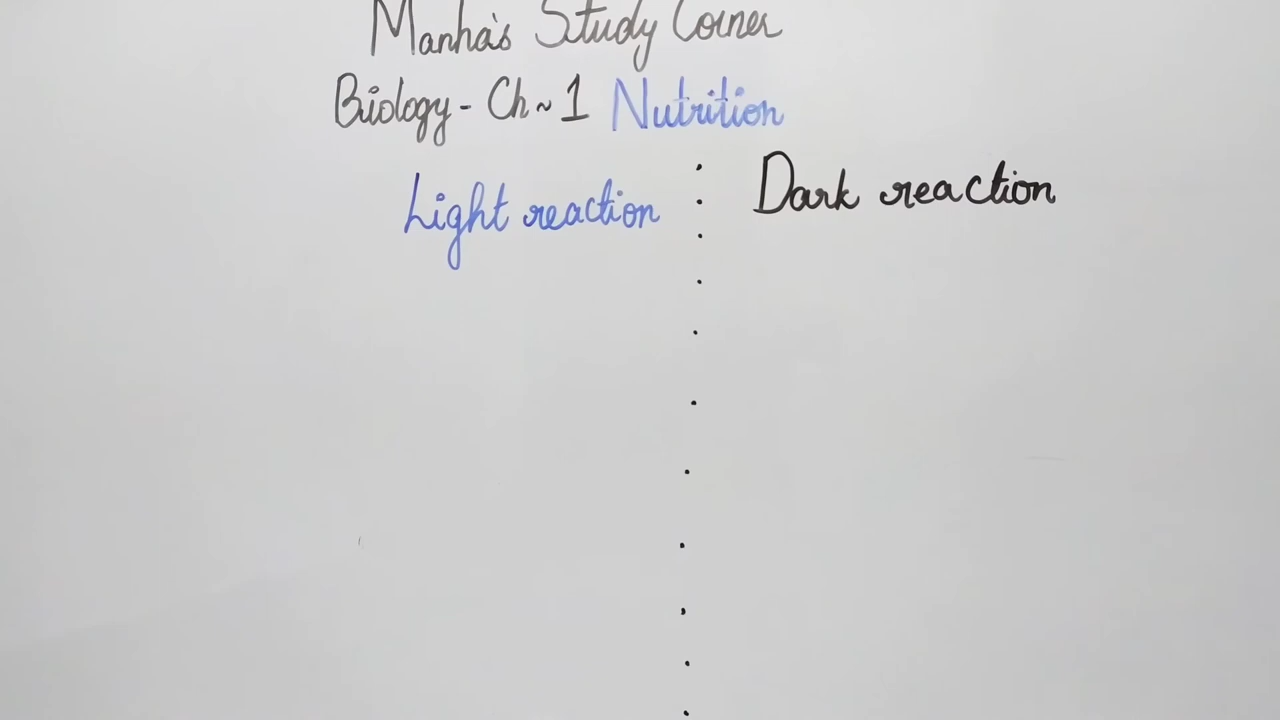 Manha's Study Corner
Biology - Ch ~ 1 Nutrition
Light reaction
Dark reaction